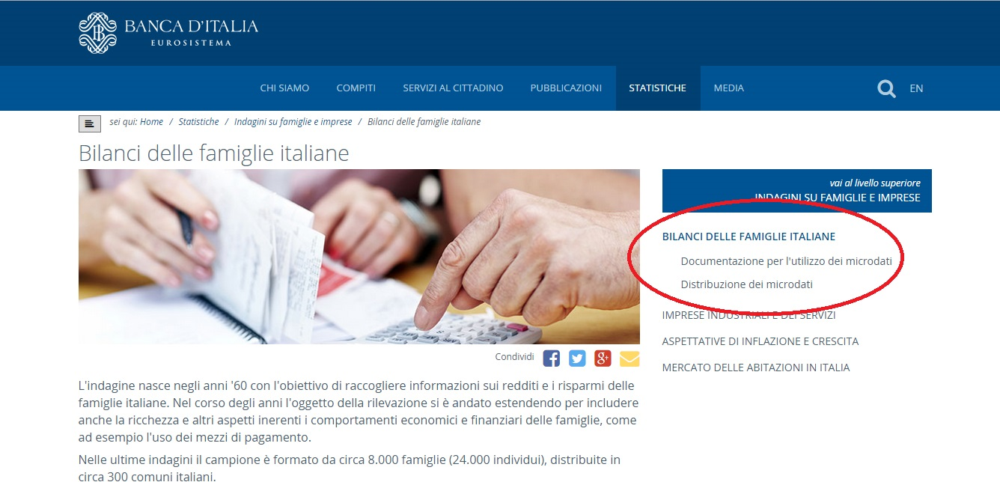 BANCA D'ITALIA
EUROSISTEMA
CHI SIAMO
COMPITI
SERVIZI AL CITTADINO
PUBBLICAZIONI
STATISTICHE
MEDIA
EN
sei qui: Home / Statistiche / Indagini su famiglie e imprese / Bilanci delle famiglie italiane
Bilanci delle famiglie italiane
vai al livello superiore
INDAGINI SU FAMIGLIE E IMPRESE
BILANCI DELLE FAMIGLIE ITALIANE
Documentazione per l'utilizzo dei microdati
Distribuzione dei microdati
IMPRESE INDUSTRIALI E DEI SERVIZI
ASPETTATIVE DI INFLAZIONE E CRESCITA
MERCATO DELLE ABITAZIONI IN ITALIA
Condividi
L'indagine nasce negli anni '60 con l'obiettivo di raccogliere informazioni sui redditi e i risparmi delle
famiglie italiane. Nel corso degli anni l'oggetto della rilevazione si è andato estendendo per includere
anche la ricchezza e altri aspetti inerenti i comportamenti economici e finanziari delle famiglie, come
ad esempio l'uso dei mezzi di pagamento.
Nelle ultime indagini il campione è formato da circa 8.000 famiglie (24.000 individui), distribuite in
circa 300 comuni italiani.